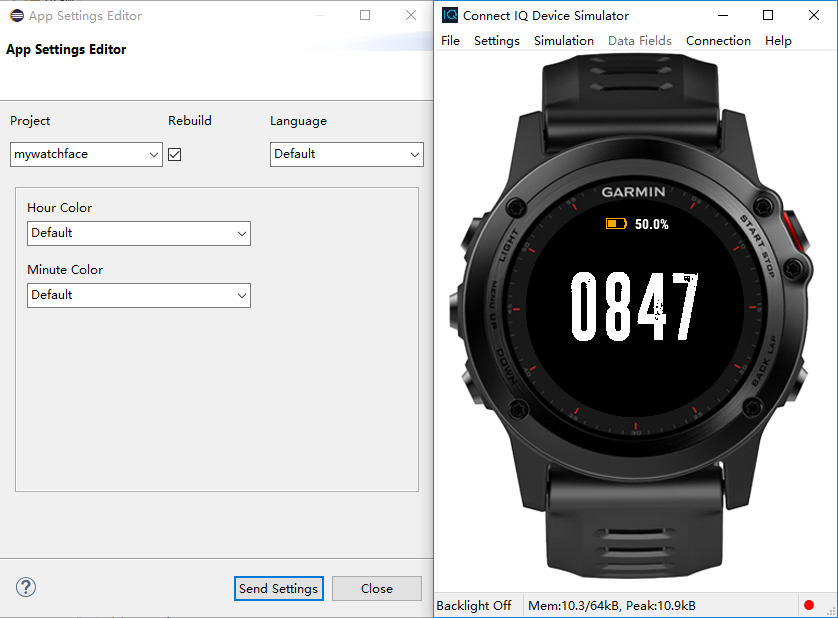 App Settings Editor
App Settings Editor
Project
Rebuild
Language
mywatchface
Default
Hour Color
Default
Minute Color
Default
Send Settings
Close
Connect IQ Device Simulator
File Settings Simulation Data Fields Connection Help
GARMIN
50.0%
LIGHT
START STOP
MENU UP
0847
DOWN
BACK LAP
30
Backlight Off
Mem:10.3/64kB, Peak:10.9kB